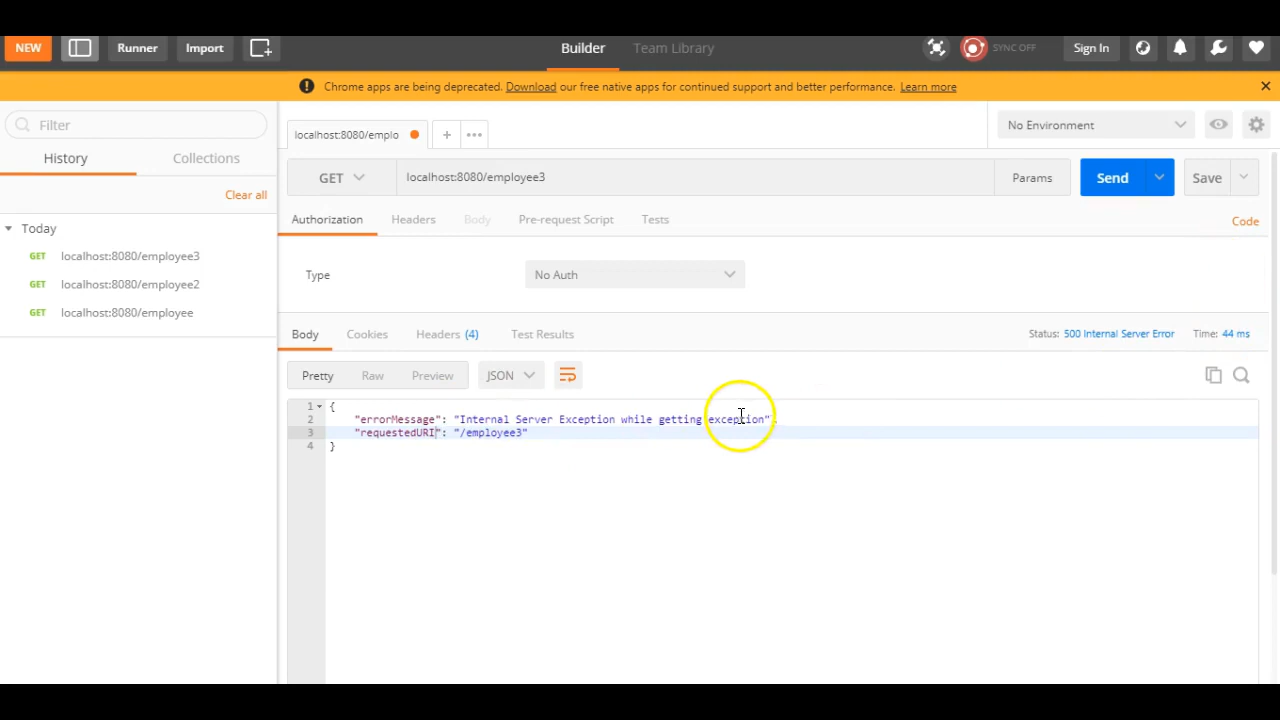 NEW
Runner
Import
Builder
Team Library
SYNC OFF
Sign In
Chrome apps are being deprecated. Download our free native apps for continued support and better performance. Learn more
Filter
History
Collections
Clear all
Today
GET localhost:8080/employee3
GET localhost:8080/employee2
GET localhost:8080/employee
localhost:8080/emplo
No Environment
GET
localhost:8080/employee3
Params
Send
Save
Authorization
Headers
Body
Pre-request Script
Tests
Code
Type
No Auth
Body
Cookies
Headers (4)
Test Results
Status: 500 Internal Server Error
Time: 44 ms
Pretty
Raw
Preview
JSON
1 {
2 "errorMessage": "Internal Server Exception while getting exception",
3 "requestedURI": "/employee3"
4 }